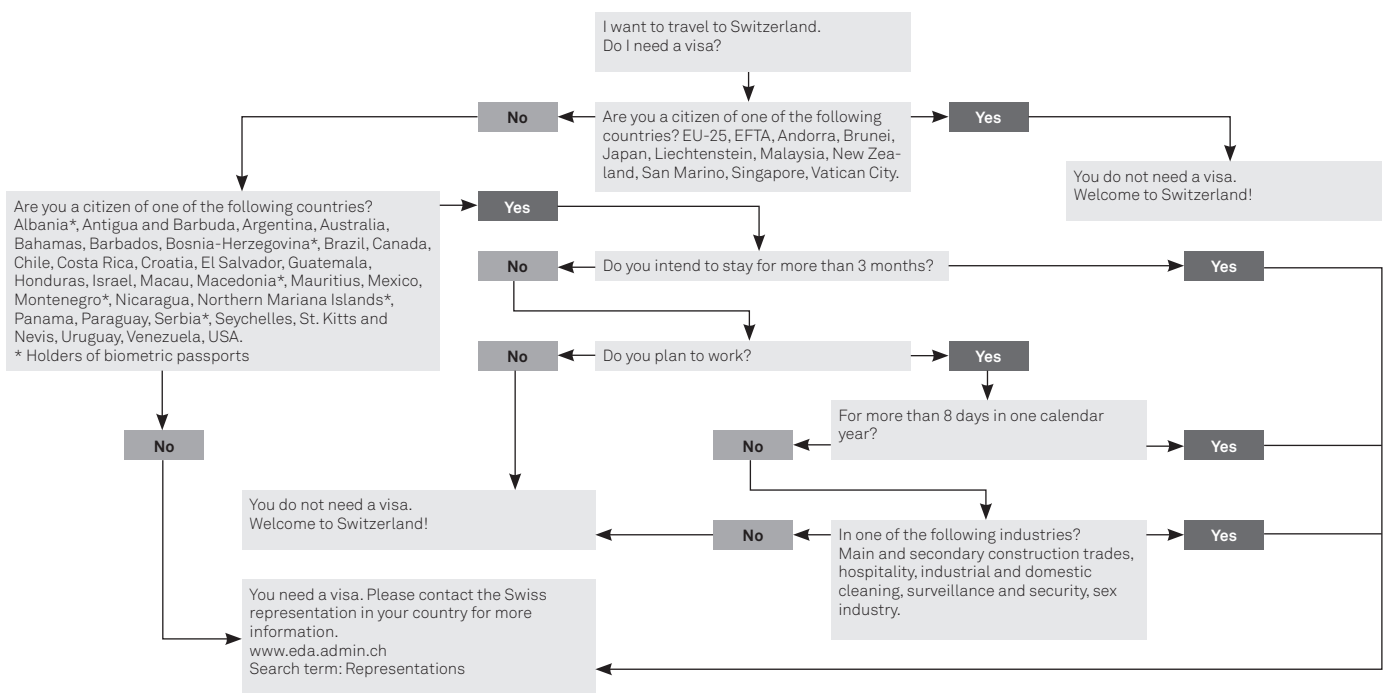 I want to travel to Switzerland.
Do I need a visa?
No
Are you a citizen of one of the following
countries? EU-25, EFTA, Andorra, Brunei,
Japan, Liechtenstein, Malaysia, New Zea-
land, San Marino, Singapore, Vatican City.
Yes
You do not need a visa.
Welcome to Switzerland!
Are you a citizen of one of the following countries?
Albania*, Antigua and Barbuda, Argentina, Australia,
Bahamas, Barbados, Bosnia-Herzegovina*, Brazil, Canada,
Chile, Costa Rica, Croatia, El Salvador, Guatemala,
Honduras, Israel, Macau, Macedonia*, Mauritius, Mexico,
Montenegro*, Nicaragua, Northern Mariana Islands*,
Panama, Paraguay, Serbia*, Seychelles, St. Kitts and
Nevis, Uruguay, Venezuela, USA.
* Holders of biometric passports
Yes
No
Do you intend to stay for more than 3 months?
Yes
No
Do you plan to work?
Yes
No
For more than 8 days in one calendar
year?
No
Yes
You do not need a visa.
Welcome to Switzerland!
No
In one of the following industries?
Main and secondary construction trades,
hospitality, industrial and domestic
cleaning, surveillance and security, sex
industry.
Yes
You need a visa. Please contact the Swiss
representation in your country for more
information.
www.eda.admin.ch
Search term: Representations